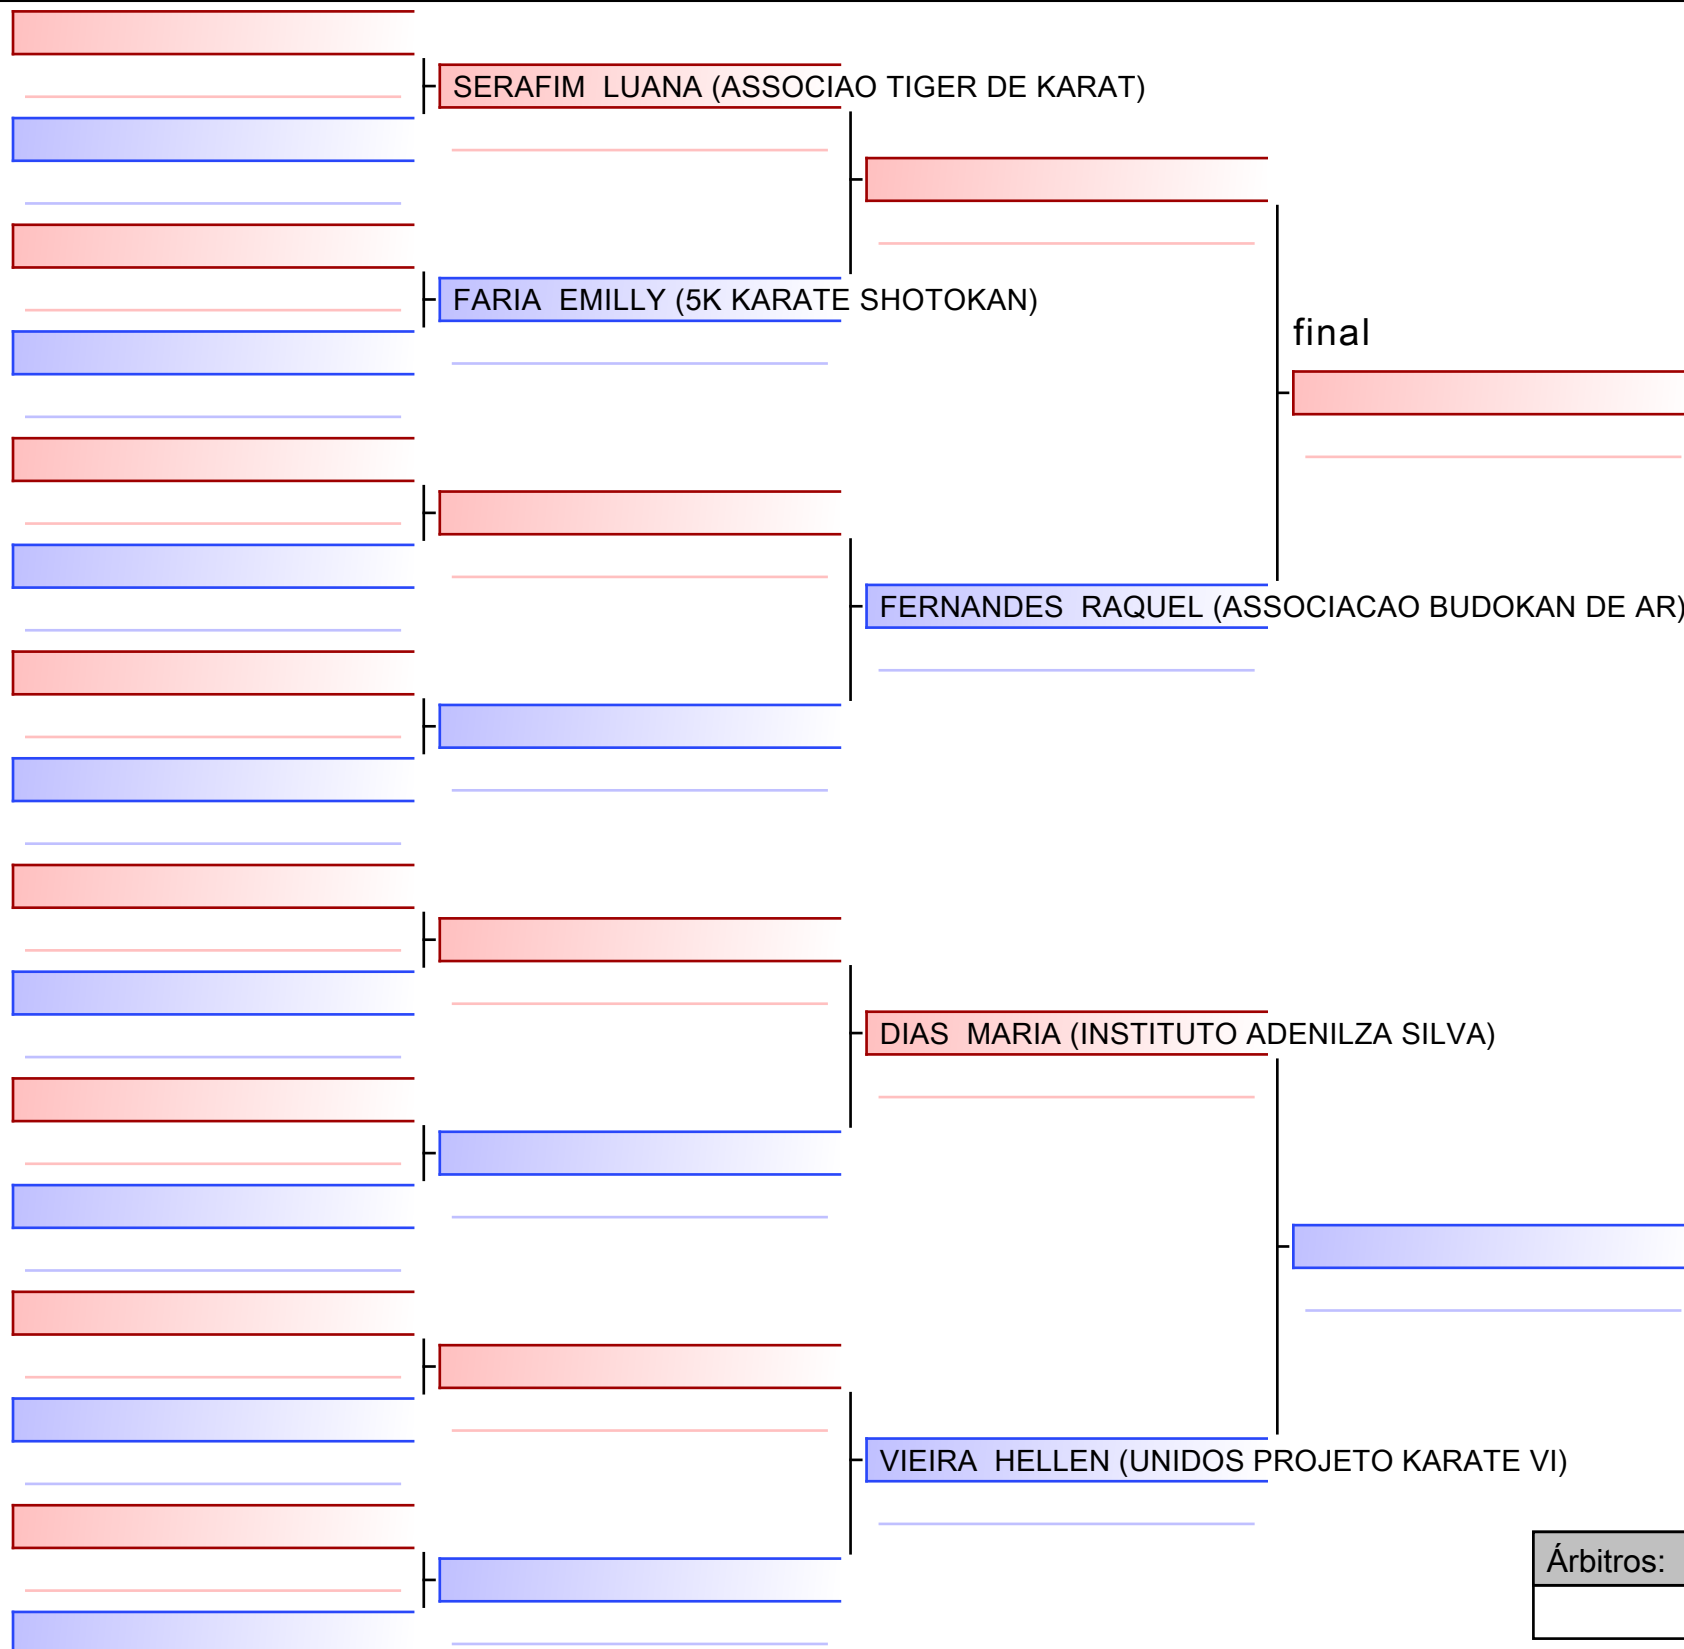 SERAFIM LUANA (ASSOCIAO TIGER DE KARAT)
FARIA EMILLY (5K KARATE SHOTOKAN)
final
FERNANDES RAQUEL (ASSOCIACAO BUDOKAN DE AR)
DIAS MARIA (INSTITUTO ADENILZA SILVA)
VIEIRA HELLEN (UNIDOS PROJETO KARATE VI)
Árbitros: